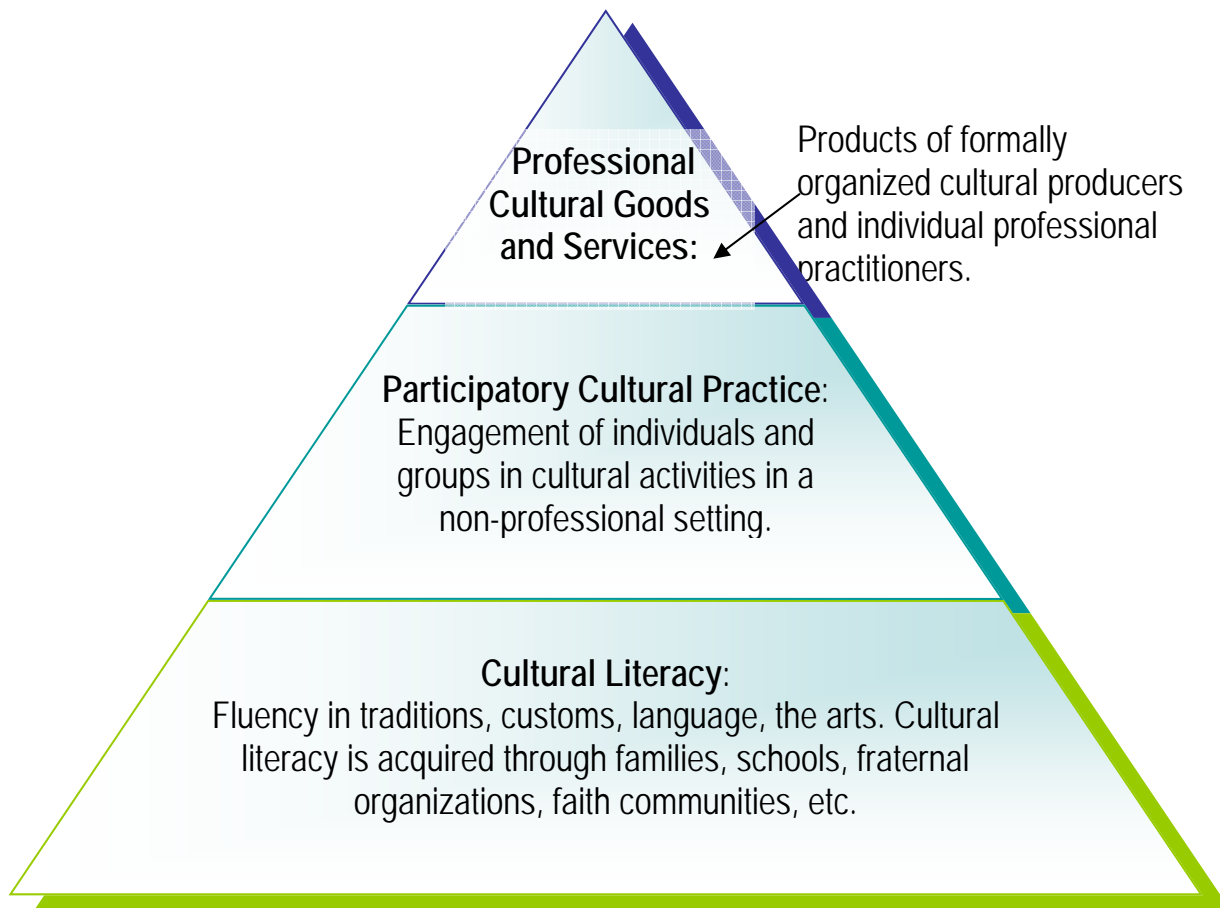 Professional
Cultural Goods
and Services:
Products of formally
organized cultural producers
and individual professional
practitioners.
Participatory Cultural Practice:
Engagement of individuals and
groups in cultural activities in a
non-professional setting.
Cultural Literacy:
Fluency in traditions, customs, language, the arts. Cultural
literacy is acquired through families, schools, fraternal
organizations, faith communities, etc.